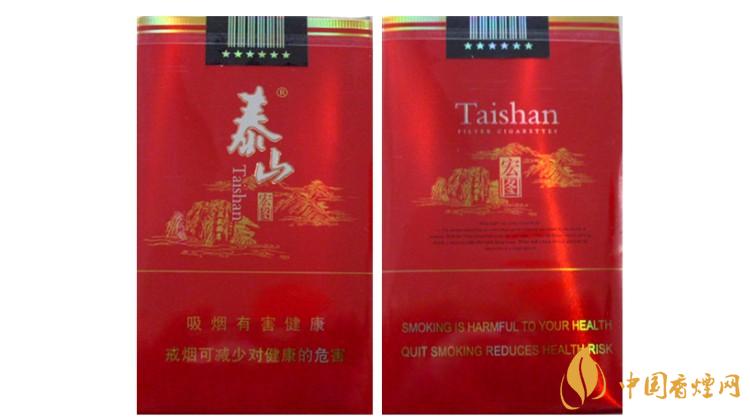 泰山
®
Taishan
宏图
吸烟有害健康
戒烟可减少对健康的危害
Taishan
FILTER CIGARETTES
宏图
SMOKING IS HARMFUL TO YOUR HEALTH
QUIT SMOKING REDUCES HEALTH RISK
中国香烟网